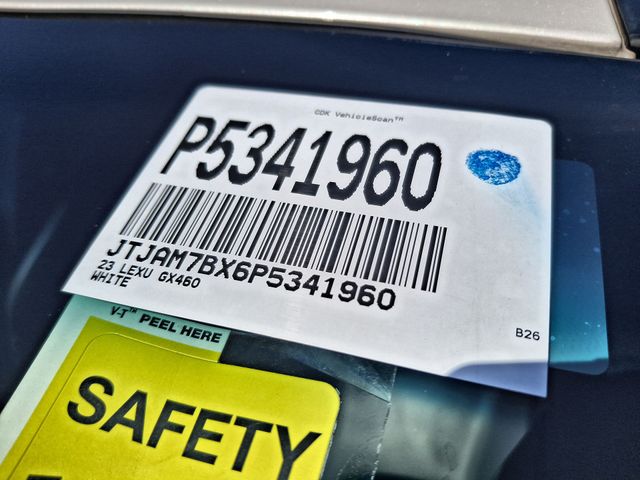 CDK VehicleScan™
P5341960
JTJAM7BX6P5341960
23 LEXU GX460
WHITE
B26
V-T™ PEEL HERE
SAFETY